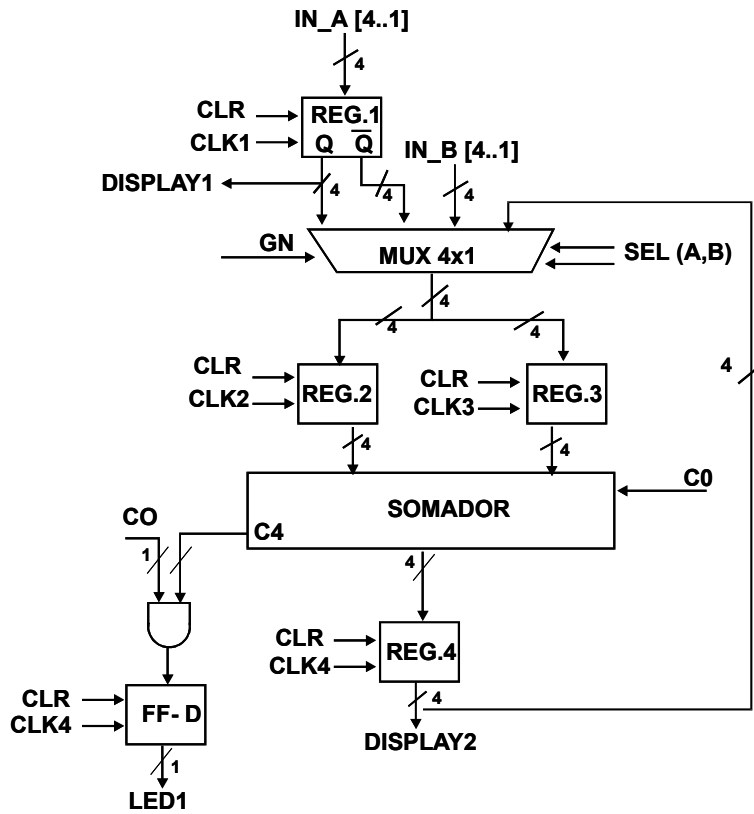 IN_A [4..1]
4
CLR
REG.1
CLK1
Q Q̅
IN_B [4..1]
DISPLAY1
4
4
4
GN
MUX 4x1
SEL (A,B)
4
4
4
4
CLR
CLK2
REG.2
CLR
CLK3
REG.3
4
4
C0
SOMADOR
CO
C4
1
4
CLR
CLK4
REG.4
CLR
CLK4
FF- D
4
DISPLAY2
1
LED1